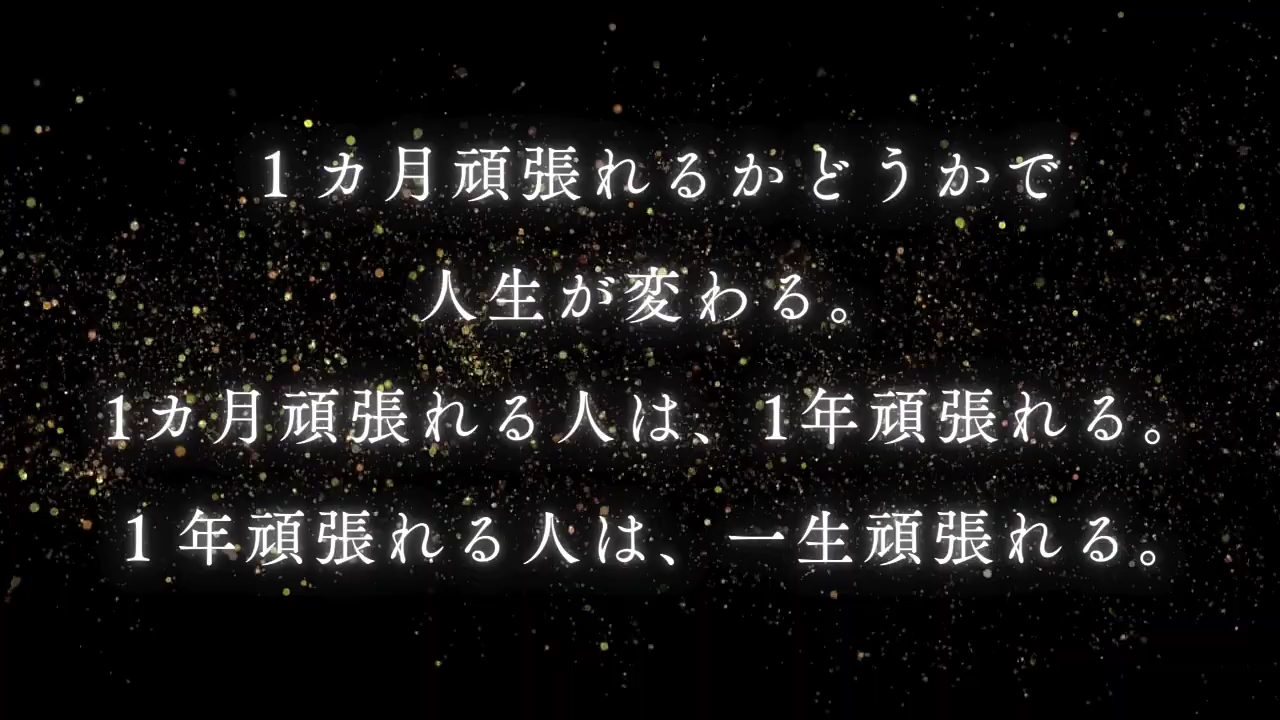 1カ月頑張れるかどうかで
人生が変わる。
1カ月頑張れる人は、1年頑張れる。
1年頑張れる人は、一生頑張れる。